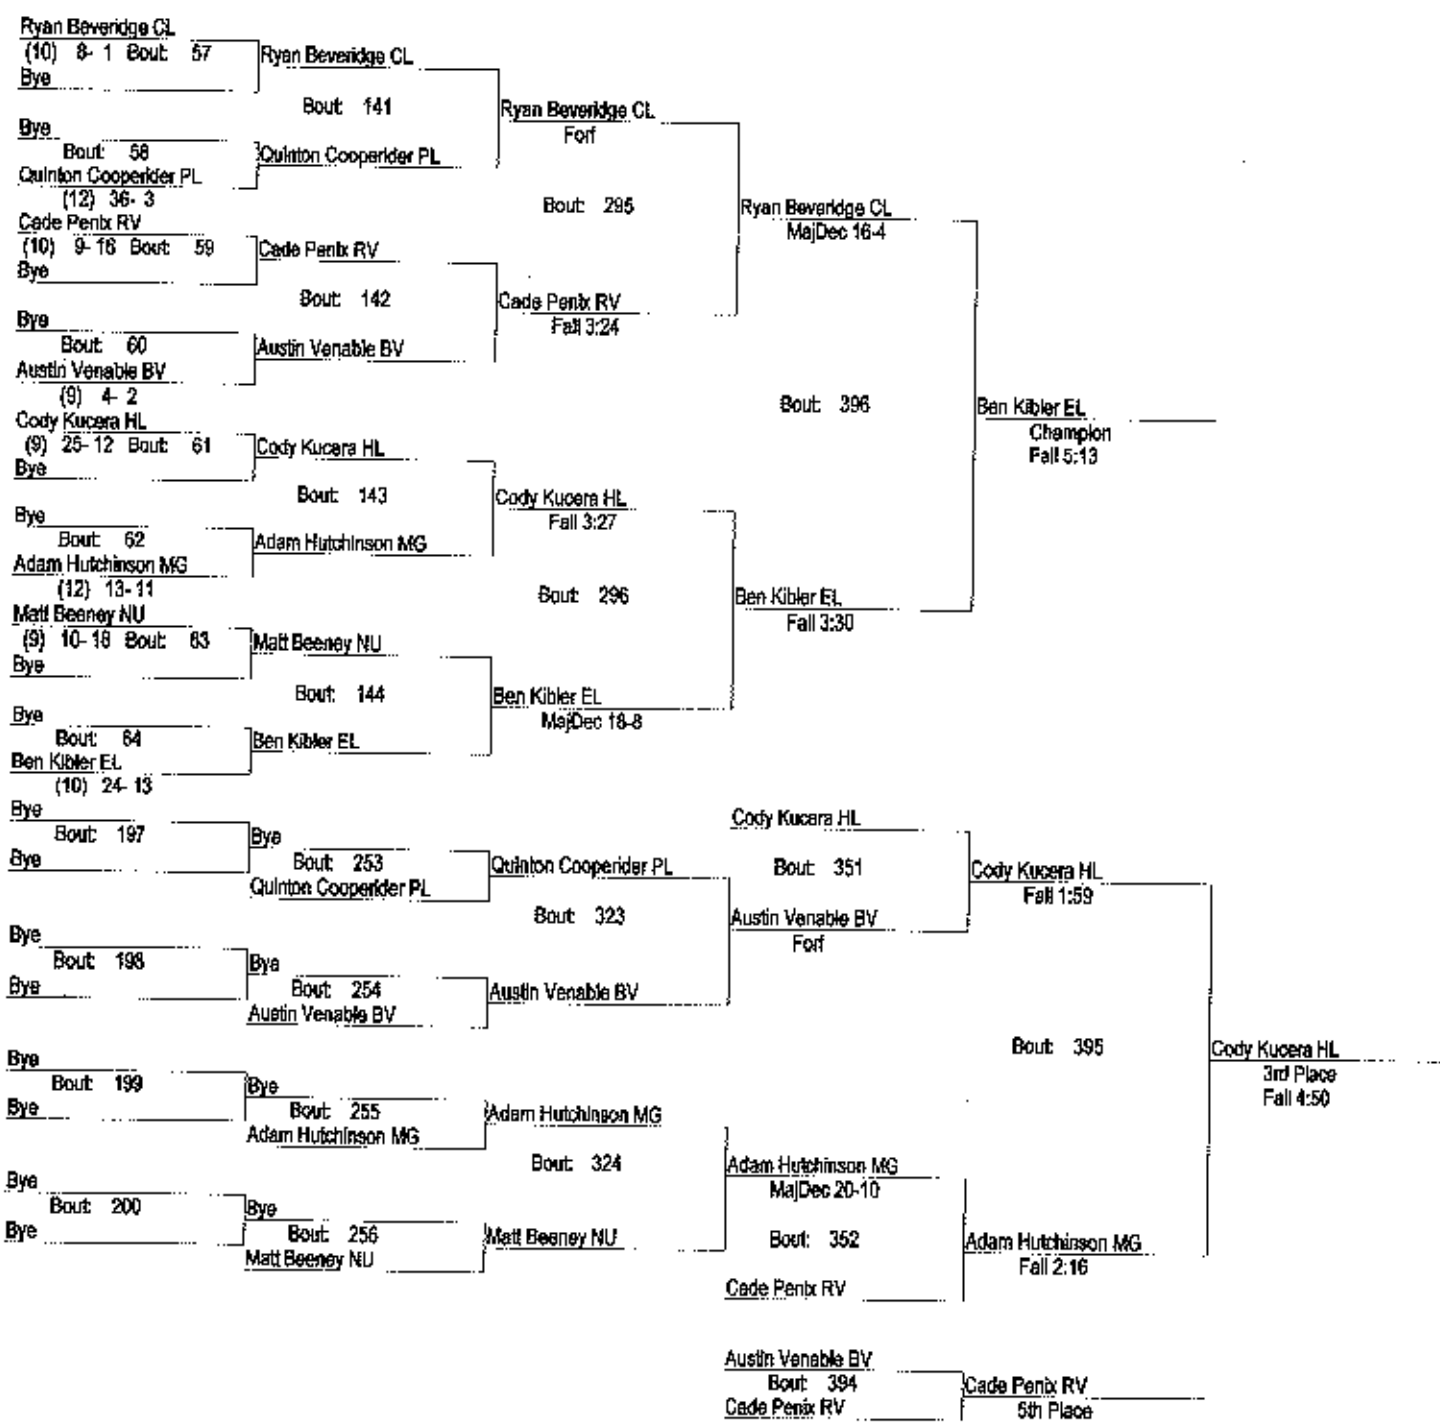 Ryan Beveridge CL
(10) 8- 1 Bout: 57
Bye
Ryan Beveridge CL
Bout: 141
Bye
Bout: 58
Quinton Cooperider PL
(12) 36- 3
Quinton Cooperider PL
Ryan Beveridge CL
Forf
Bout: 295
Cade Penix RV
(10) 9- 16 Bout: 59
Bye
Cade Penix RV
Bout: 142
Bye
Bout: 60
Austin Venable BV
(9) 4- 2
Austin Venable BV
Cade Penix RV
Fall 3:24
Ryan Beveridge CL
MajDec 16-4
Bout: 396
Ben Kibler EL
Champion
Fall 5:13
Cody Kucera HL
(9) 25- 12 Bout: 61
Bye
Cody Kucera HL
Bout: 143
Bye
Bout: 62
Adam Hutchinson MG
(12) 13- 11
Adam Hutchinson MG
Cody Kucera HL
Fall 3:27
Bout: 296
Matt Beeney NU
(9) 10- 18 Bout: 63
Bye
Matt Beeney NU
Bout: 144
Bye
Bout: 64
Ben Kibler EL
(10) 24- 13
Ben Kibler EL
Ben Kibler EL
MajDec 18-8
Ben Kibler EL
Fall 3:30
Bye
Bout: 197
Bye
Bye
Bout: 253
Quinton Cooperider PL
Quinton Cooperider PL
Bout: 323
Bye
Bout: 198
Bye
Bye
Bout: 254
Austin Venable BV
Austin Venable BV
Cody Kucera HL
Bout: 351
Austin Venable BV
Forf
Cody Kucera HL
Fall 1:59
Bout: 395
Cody Kucera HL
3rd Place
Fall 4:50
Bye
Bout: 199
Bye
Bye
Bout: 255
Adam Hutchinson MG
Adam Hutchinson MG
Bout: 324
Bye
Bout: 200
Bye
Bye
Bout: 256
Matt Beeney NU
Matt Beeney NU
Adam Hutchinson MG
MajDec 20-10
Bout: 352
Cade Penix RV
Adam Hutchinson MG
Fall 2:16
Austin Venable BV
Bout: 394
Cade Penix RV
Cade Penix RV
5th Place